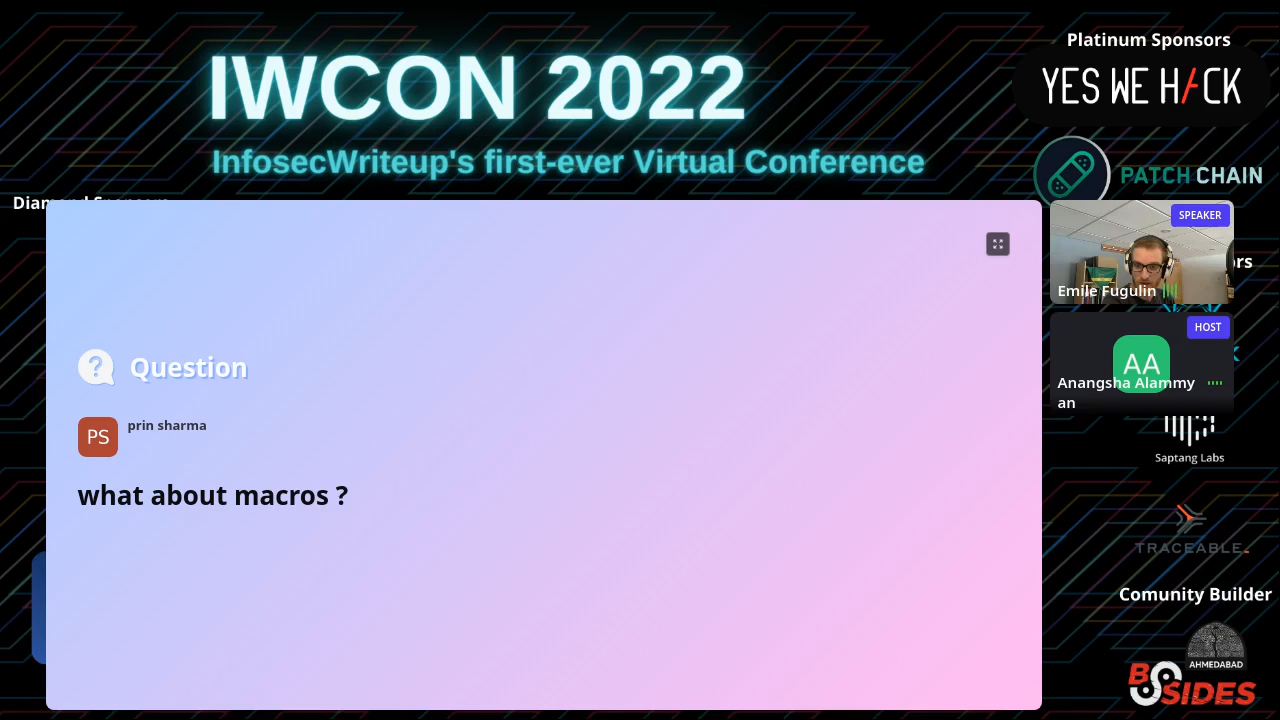 IWCON 2022
InfosecWriteup's first-ever Virtual Conference
Platinum Sponsors
YES WE H/CK
PATCH CHAIN
SPEAKER
Emile Fugulin
HOST
AA
Anangsha Alammy
an
Question
PS
prin sharma
what about macros ?
Saptang Labs
TRACEABLE
Comunity Builder
AHMEDABAD
BSIDES